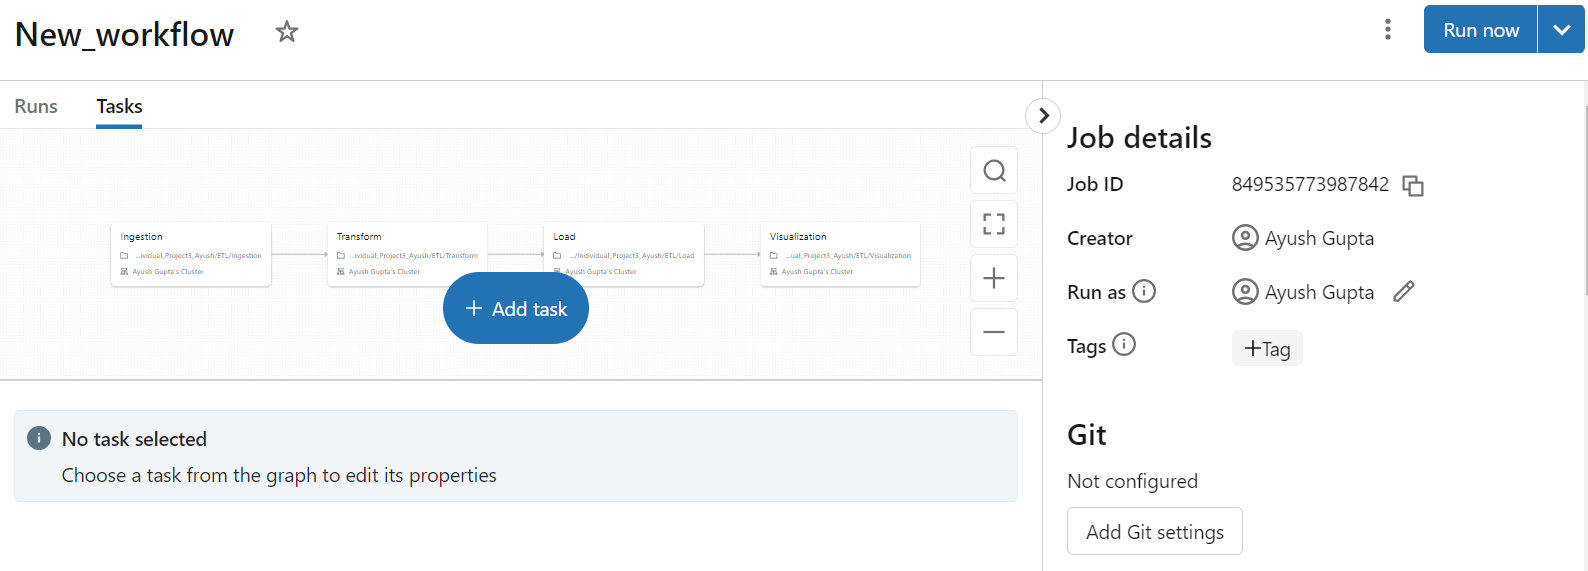 New_workflow
Run now
Runs
Tasks
Ingestion
...ividual_Project3_Ayush/ETL/Ingestion
Ayush Gupta's Cluster
Transform
...ividual_Project3_Ayush/ETL/Transform
Ayush Gupta's Cluster
Load
.../Individual_Project3_Ayush/ETL/Load
Ayush Gupta's Cluster
Visualization
...ual_Project3_Ayush/ETL/Visualization
Ayush Gupta's Cluster
+ Add task
No task selected
Choose a task from the graph to edit its properties
Job details
Job ID 849535773987842
Creator Ayush Gupta
Run as Ayush Gupta
Tags +Tag
Git
Not configured
Add Git settings